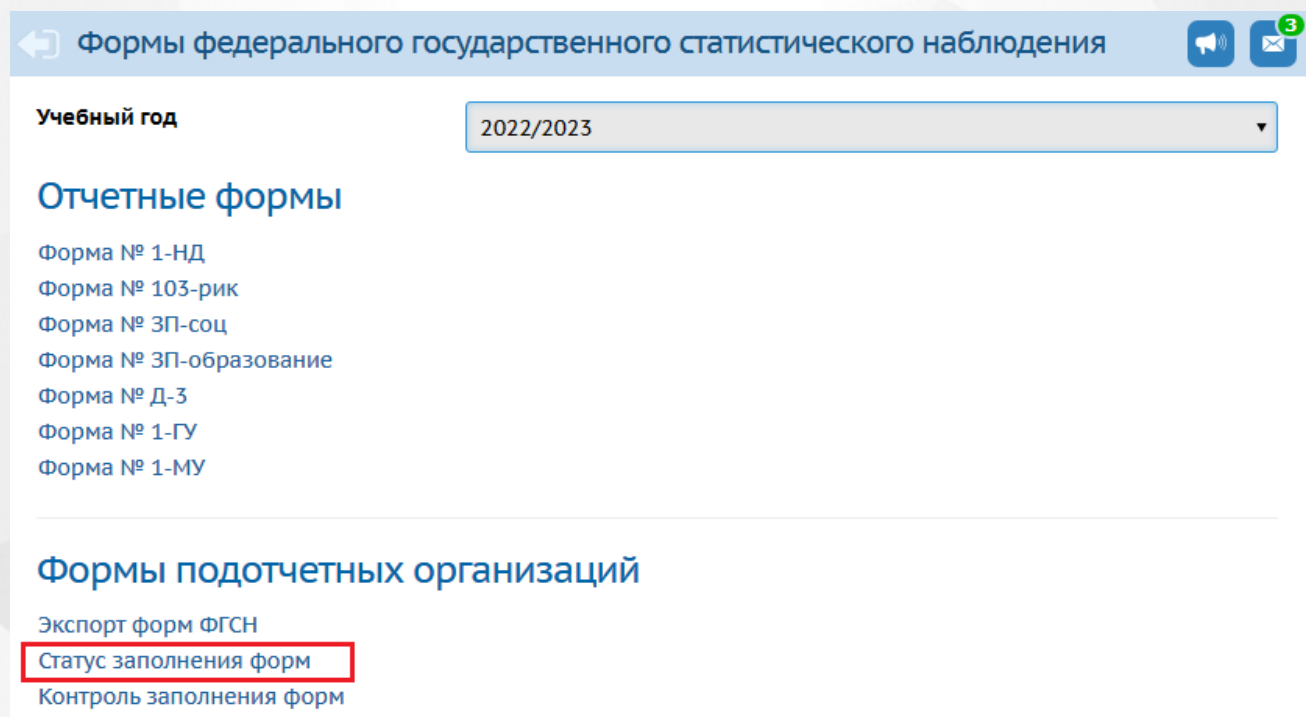 Формы федерального государственного статистического наблюдения
3
Учебный год
2022/2023
Отчетные формы
Форма № 1-НД
Форма № 103-рик
Форма № ЗП-соц
Форма № ЗП-образование
Форма № Д-3
Форма № 1-ГУ
Форма № 1-МУ
Формы подотчетных организаций
Экспорт форм ФГСН
Статус заполнения форм
Контроль заполнения форм